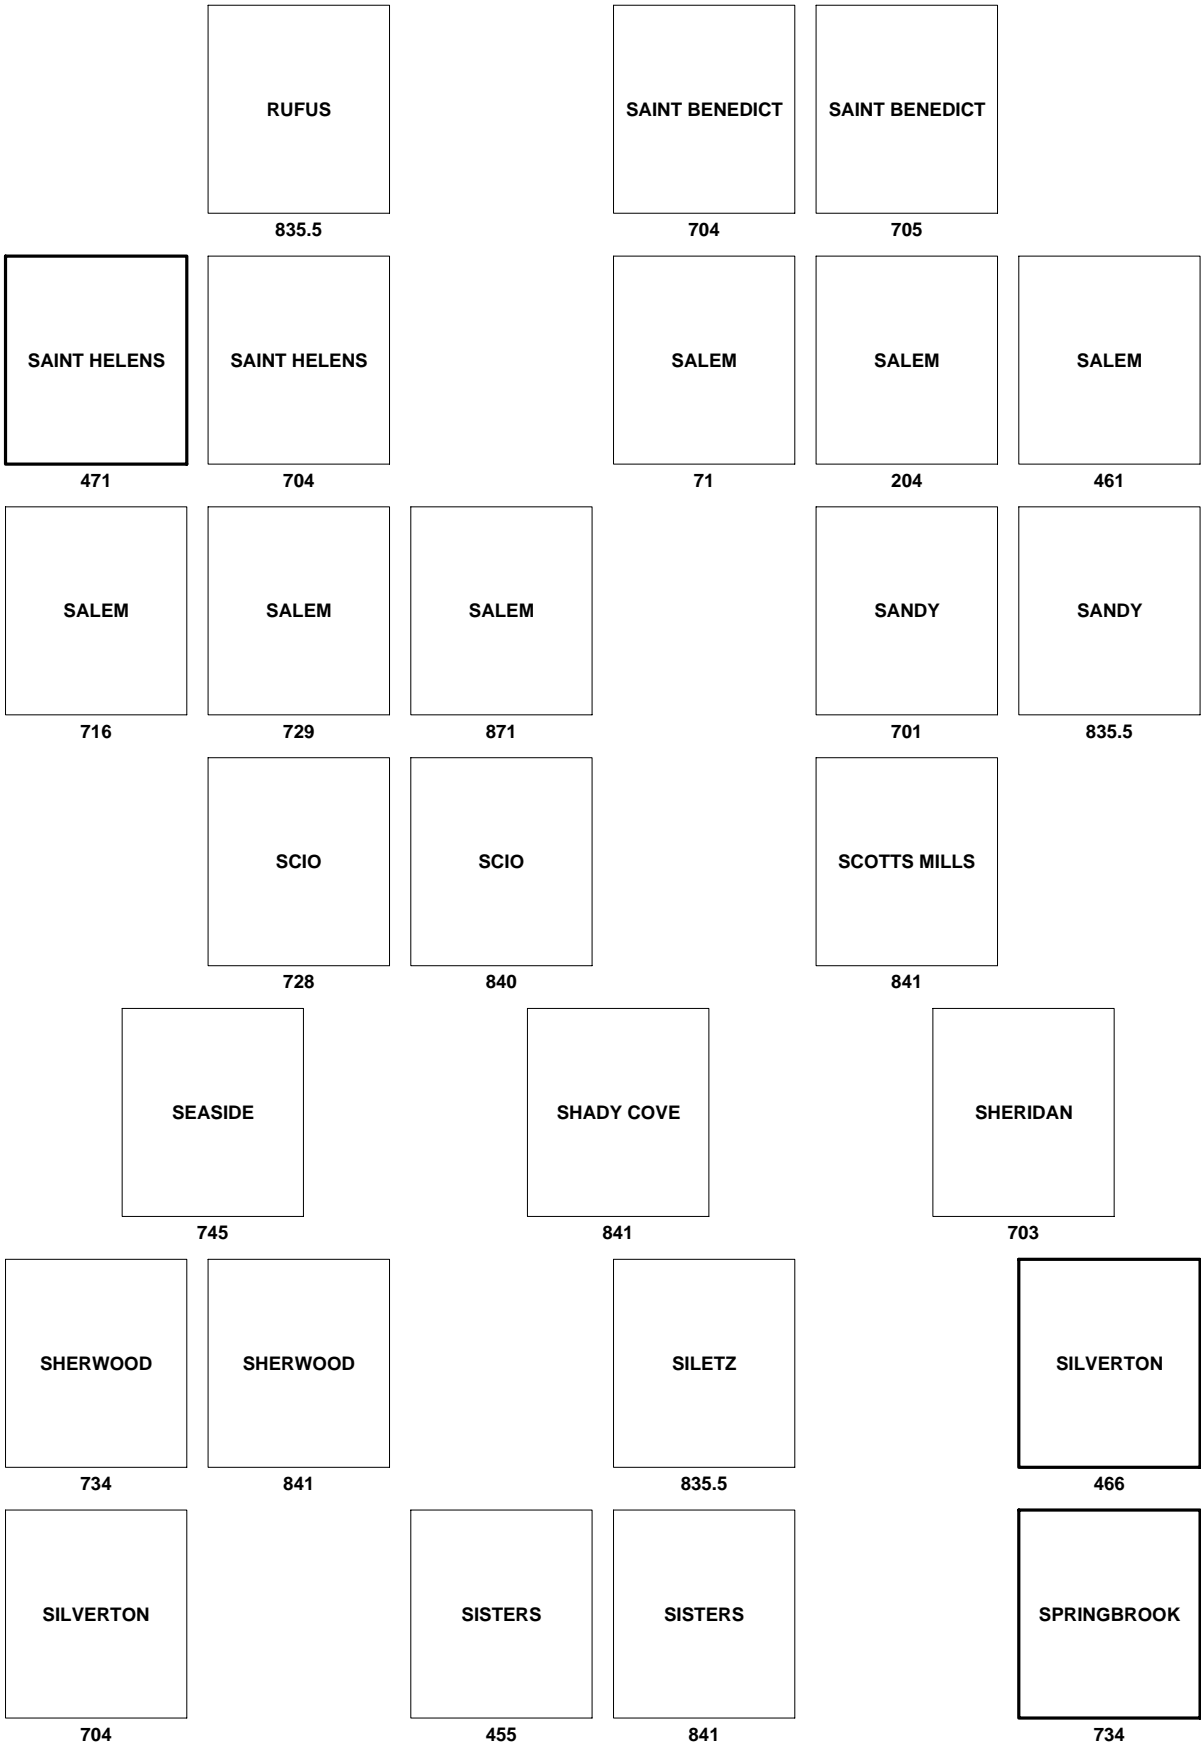 RUFUS SAINT BENEDICT SAINT BENEDICT
835.5 704 705
SAINT HELENS SAINT HELENS SALEM SALEM SALEM
471 704 71 204 461
SALEM SALEM SALEM SANDY SANDY
716 729 871 701 835.5
SCIO SCIO SCOTTS MILLS
728 840 841
SEASIDE SHADY COVE SHERIDAN
745 841 703
SHERWOOD SHERWOOD SILETZ SILVERTON
734 841 835.5 466
SILVERTON SISTERS SISTERS SPRINGBROOK
704 455 841 734